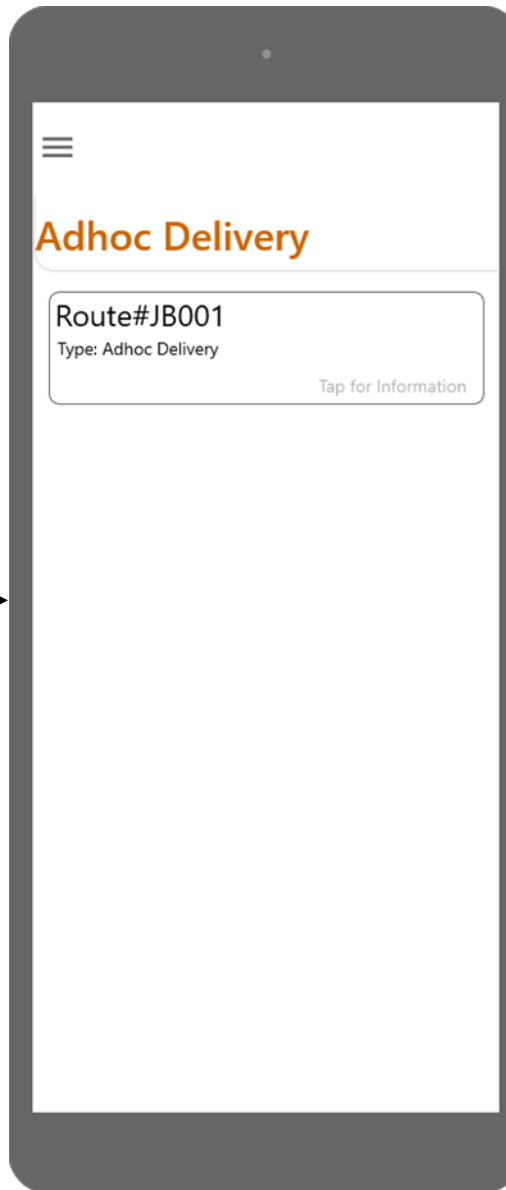 Adhoc Delivery
Route#JB001
Type: Adhoc Delivery
Tap for Information